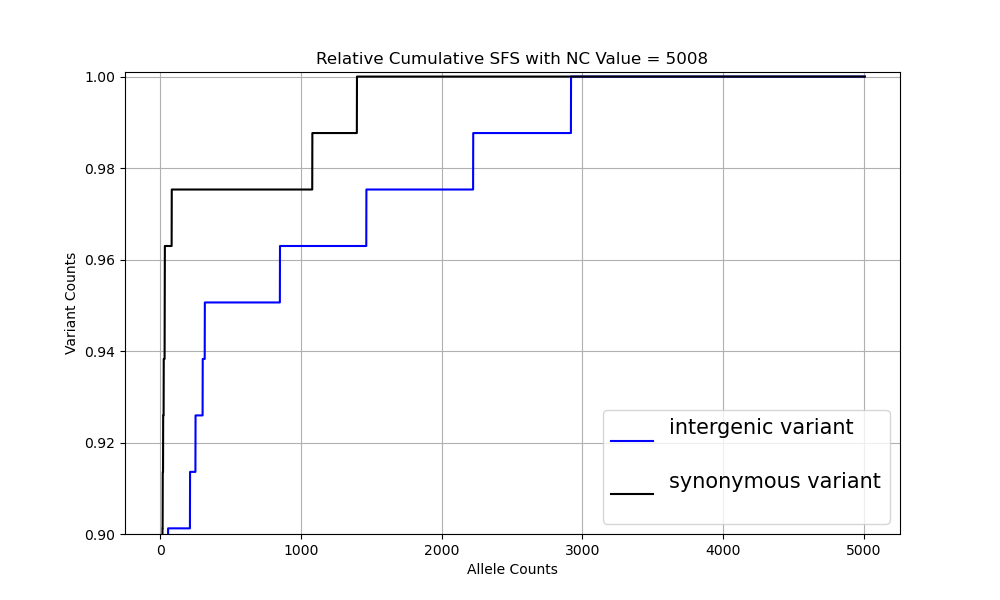 Relative Cumulative SFS with NC Value = 5008
Variant Counts
1.00
0.98
0.96
0.94
0.92
0.90
intergenic variant
synonymous variant
0
1000
2000
3000
4000
5000
Allele Counts